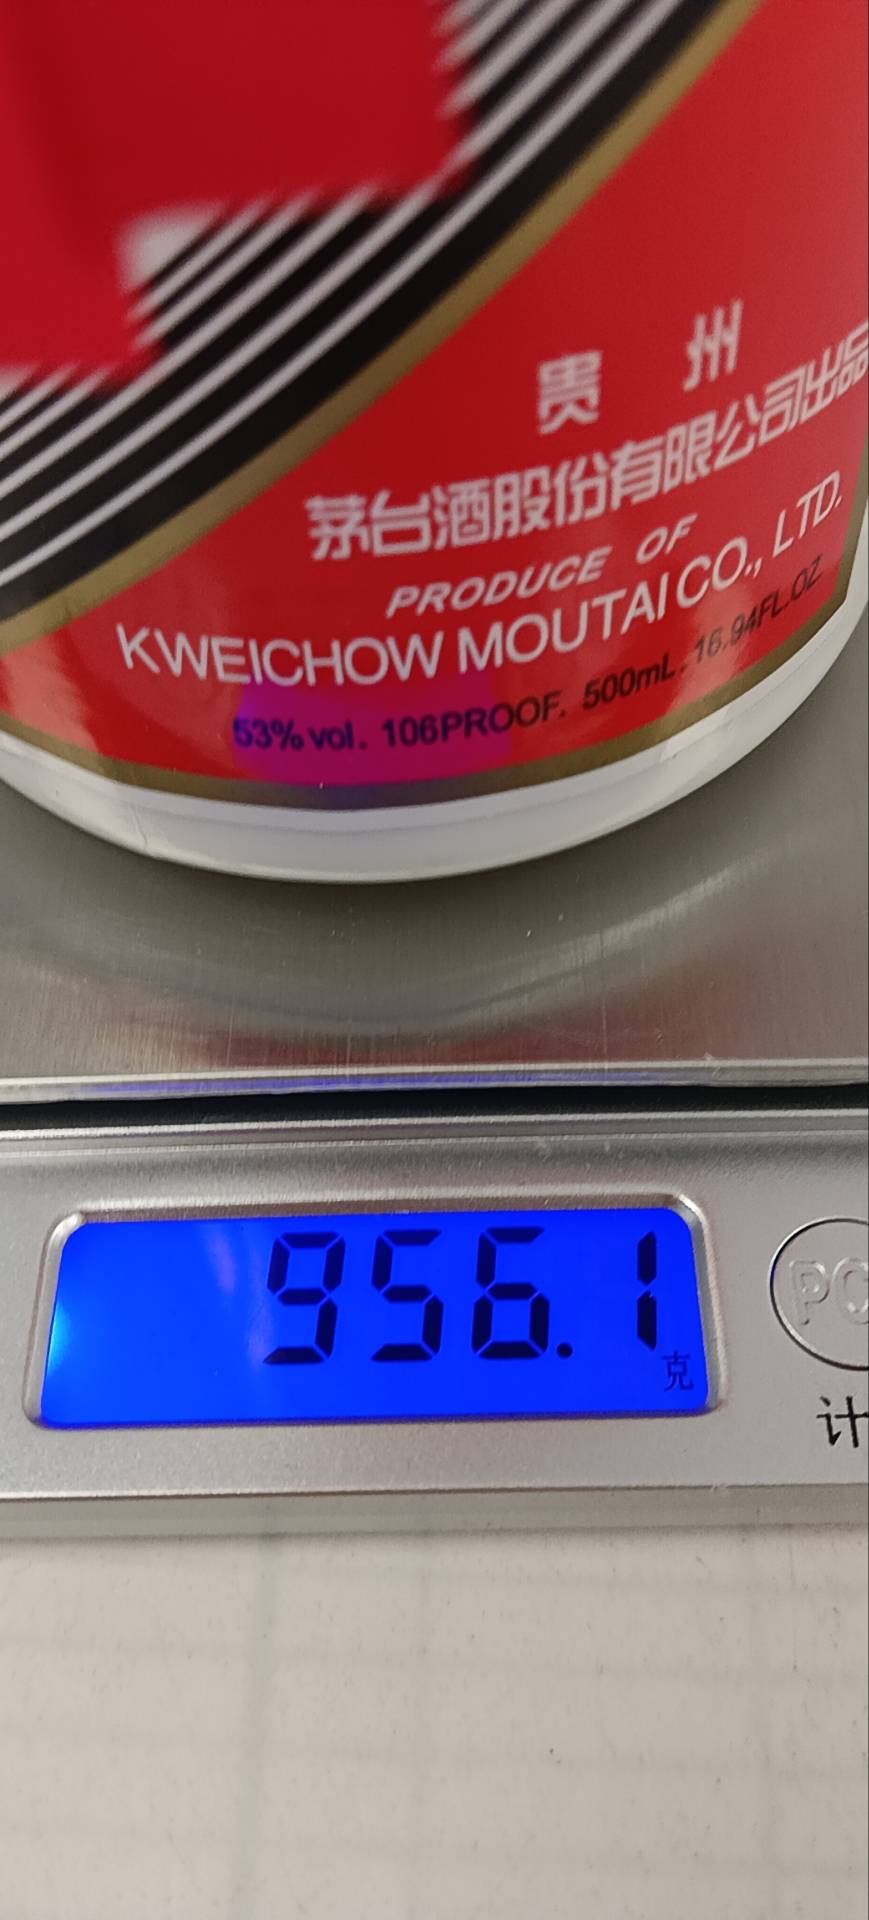 贵 州
茅台酒股份有限公司出品
PRODUCE OF
KWEICHOW MOUTAI CO., LTD.
53% vol. 106PROOF. 500mL. 16.94FL.OZ
956.1
克
PC
计